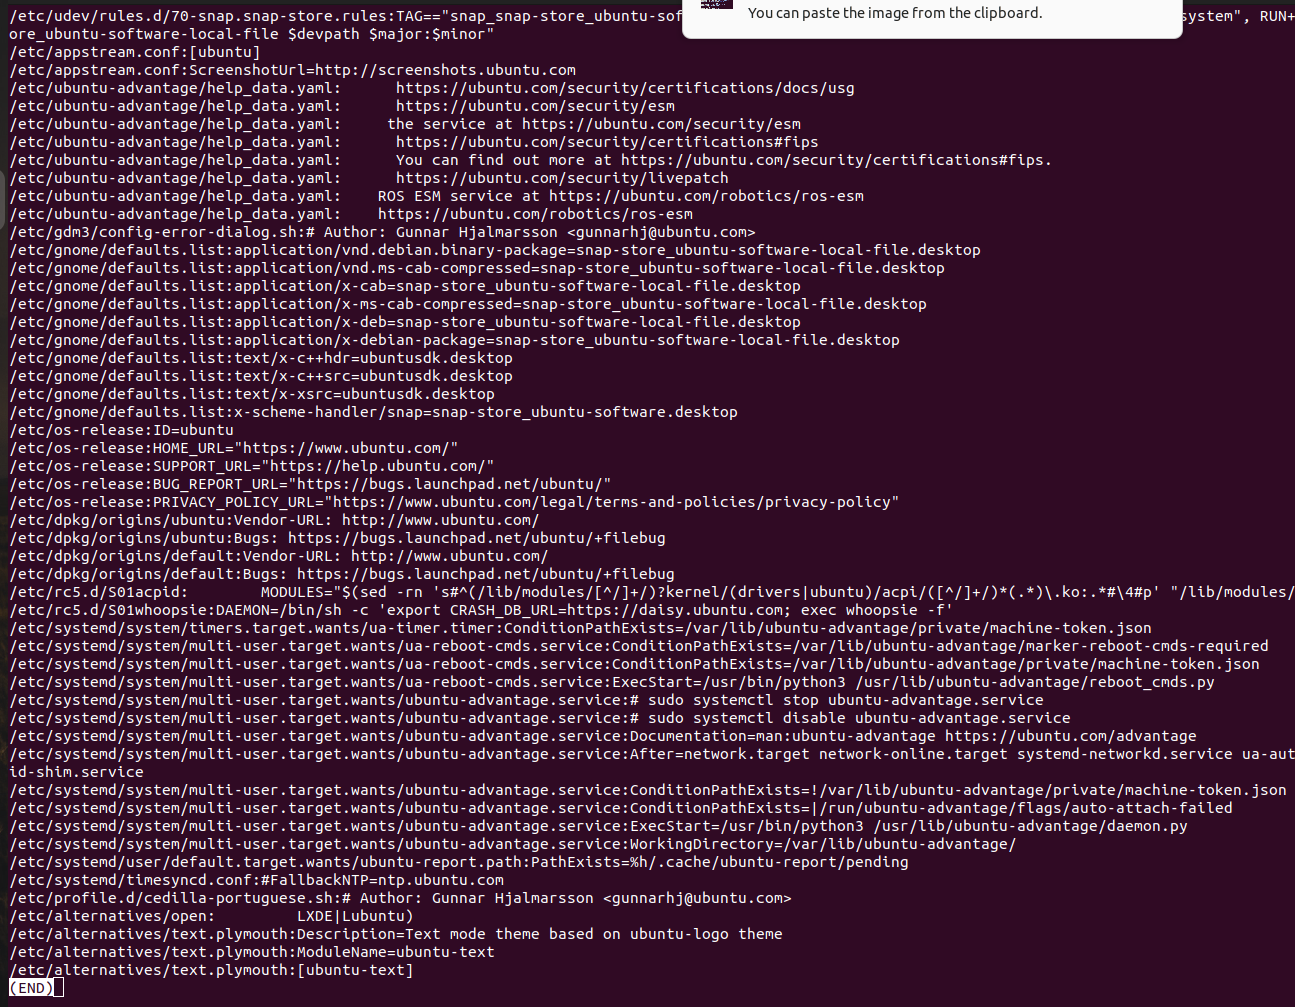 /etc/udev/rules.d/70-snap.snap-store.rules:TAG=="snap_snap-store_ubuntu-sof
You can paste the image from the clipboard.
system", RUN+
ore_ubuntu-software-local-file $devpath $major:$minor"
/etc/appstream.conf:[ubuntu]
/etc/appstream.conf:ScreenshotUrl=http://screenshots.ubuntu.com
/etc/ubuntu-advantage/help_data.yaml:      https://ubuntu.com/security/certifications/docs/usg
/etc/ubuntu-advantage/help_data.yaml:      https://ubuntu.com/security/esm
/etc/ubuntu-advantage/help_data.yaml:     the service at https://ubuntu.com/security/esm
/etc/ubuntu-advantage/help_data.yaml:      https://ubuntu.com/security/certifications#fips
/etc/ubuntu-advantage/help_data.yaml:      You can find out more at https://ubuntu.com/security/certifications#fips.
/etc/ubuntu-advantage/help_data.yaml:      https://ubuntu.com/security/livepatch
/etc/ubuntu-advantage/help_data.yaml:    ROS ESM service at https://ubuntu.com/robotics/ros-esm
/etc/ubuntu-advantage/help_data.yaml:    https://ubuntu.com/robotics/ros-esm
/etc/gdm3/config-error-dialog.sh:# Author: Gunnar Hjalmarsson <gunnarhj@ubuntu.com>
/etc/gnome/defaults.list:application/vnd.debian.binary-package=snap-store_ubuntu-software-local-file.desktop
/etc/gnome/defaults.list:application/vnd.ms-cab-compressed=snap-store_ubuntu-software-local-file.desktop
/etc/gnome/defaults.list:application/x-cab=snap-store_ubuntu-software-local-file.desktop
/etc/gnome/defaults.list:application/x-ms-cab-compressed=snap-store_ubuntu-software-local-file.desktop
/etc/gnome/defaults.list:application/x-deb=snap-store_ubuntu-software-local-file.desktop
/etc/gnome/defaults.list:application/x-debian-package=snap-store_ubuntu-software-local-file.desktop
/etc/gnome/defaults.list:text/x-c++hdr=ubuntusdk.desktop
/etc/gnome/defaults.list:text/x-c++src=ubuntusdk.desktop
/etc/gnome/defaults.list:text/x-xsrc=ubuntusdk.desktop
/etc/gnome/defaults.list:x-scheme-handler/snap=snap-store_ubuntu-software.desktop
/etc/os-release:ID=ubuntu
/etc/os-release:HOME_URL="https://www.ubuntu.com/"
/etc/os-release:SUPPORT_URL="https://help.ubuntu.com/"
/etc/os-release:BUG_REPORT_URL="https://bugs.launchpad.net/ubuntu/"
/etc/os-release:PRIVACY_POLICY_URL="https://www.ubuntu.com/legal/terms-and-policies/privacy-policy"
/etc/dpkg/origins/ubuntu:Vendor-URL: http://www.ubuntu.com/
/etc/dpkg/origins/ubuntu:Bugs: https://bugs.launchpad.net/ubuntu/+filebug
/etc/dpkg/origins/default:Vendor-URL: http://www.ubuntu.com/
/etc/dpkg/origins/default:Bugs: https://bugs.launchpad.net/ubuntu/+filebug
/etc/rc5.d/S01acpid:        MODULES="$(sed -rn 's#^(/lib/modules/[^/]+/)?kernel/(drivers|ubuntu)/acpi/([^/]+/)*(.*)\.ko:.*#\4#p' "/lib/modules/
/etc/rc5.d/S01whoopsie:DAEMON=/bin/sh -c 'export CRASH_DB_URL=https://daisy.ubuntu.com; exec whoopsie -f'
/etc/systemd/system/timers.target.wants/ua-timer.timer:ConditionPathExists=/var/lib/ubuntu-advantage/private/machine-token.json
/etc/systemd/system/multi-user.target.wants/ua-reboot-cmds.service:ConditionPathExists=/var/lib/ubuntu-advantage/marker-reboot-cmds-required
/etc/systemd/system/multi-user.target.wants/ua-reboot-cmds.service:ConditionPathExists=/var/lib/ubuntu-advantage/private/machine-token.json
/etc/systemd/system/multi-user.target.wants/ua-reboot-cmds.service:ExecStart=/usr/bin/python3 /usr/lib/ubuntu-advantage/reboot_cmds.py
/etc/systemd/system/multi-user.target.wants/ubuntu-advantage.service:# sudo systemctl stop ubuntu-advantage.service
/etc/systemd/system/multi-user.target.wants/ubuntu-advantage.service:# sudo systemctl disable ubuntu-advantage.service
/etc/systemd/system/multi-user.target.wants/ubuntu-advantage.service:Documentation=man:ubuntu-advantage https://ubuntu.com/advantage
/etc/systemd/system/multi-user.target.wants/ubuntu-advantage.service:After=network.target network-online.target systemd-networkd.service ua-aut
id-shim.service
/etc/systemd/system/multi-user.target.wants/ubuntu-advantage.service:ConditionPathExists=!/var/lib/ubuntu-advantage/private/machine-token.json
/etc/systemd/system/multi-user.target.wants/ubuntu-advantage.service:ConditionPathExists=|/run/ubuntu-advantage/flags/auto-attach-failed
/etc/systemd/system/multi-user.target.wants/ubuntu-advantage.service:ExecStart=/usr/bin/python3 /usr/lib/ubuntu-advantage/daemon.py
/etc/systemd/system/multi-user.target.wants/ubuntu-advantage.service:WorkingDirectory=/var/lib/ubuntu-advantage/
/etc/systemd/user/default.target.wants/ubuntu-report.path:PathExists=%h/.cache/ubuntu-report/pending
/etc/systemd/timesyncd.conf:#FallbackNTP=ntp.ubuntu.com
/etc/profile.d/cedilla-portuguese.sh:# Author: Gunnar Hjalmarsson <gunnarhj@ubuntu.com>
/etc/alternatives/open:         LXDE|Lubuntu)
/etc/alternatives/text.plymouth:Description=Text mode theme based on ubuntu-logo theme
/etc/alternatives/text.plymouth:ModuleName=ubuntu-text
/etc/alternatives/text.plymouth:[ubuntu-text]
(END)